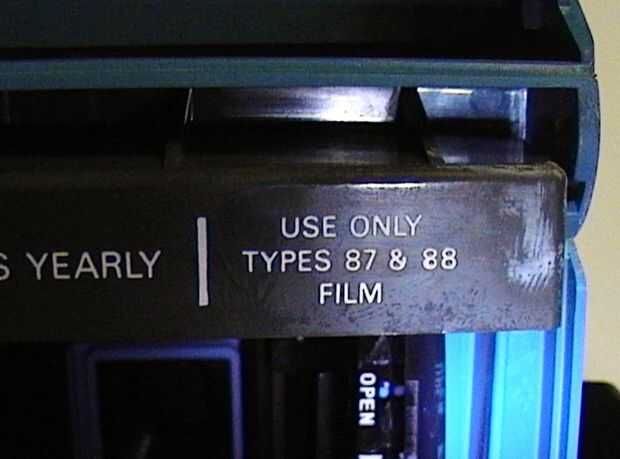 S YEARLY
USE ONLY
TYPES 87 & 88
FILM
OPEN